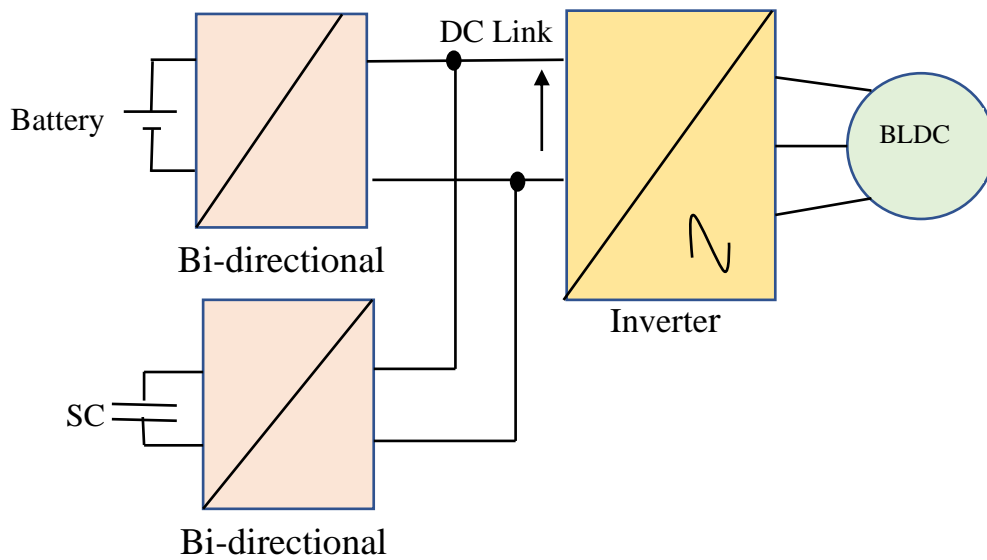 DC Link
Battery
BLDC
Bi-directional
Inverter
SC
Bi-directional